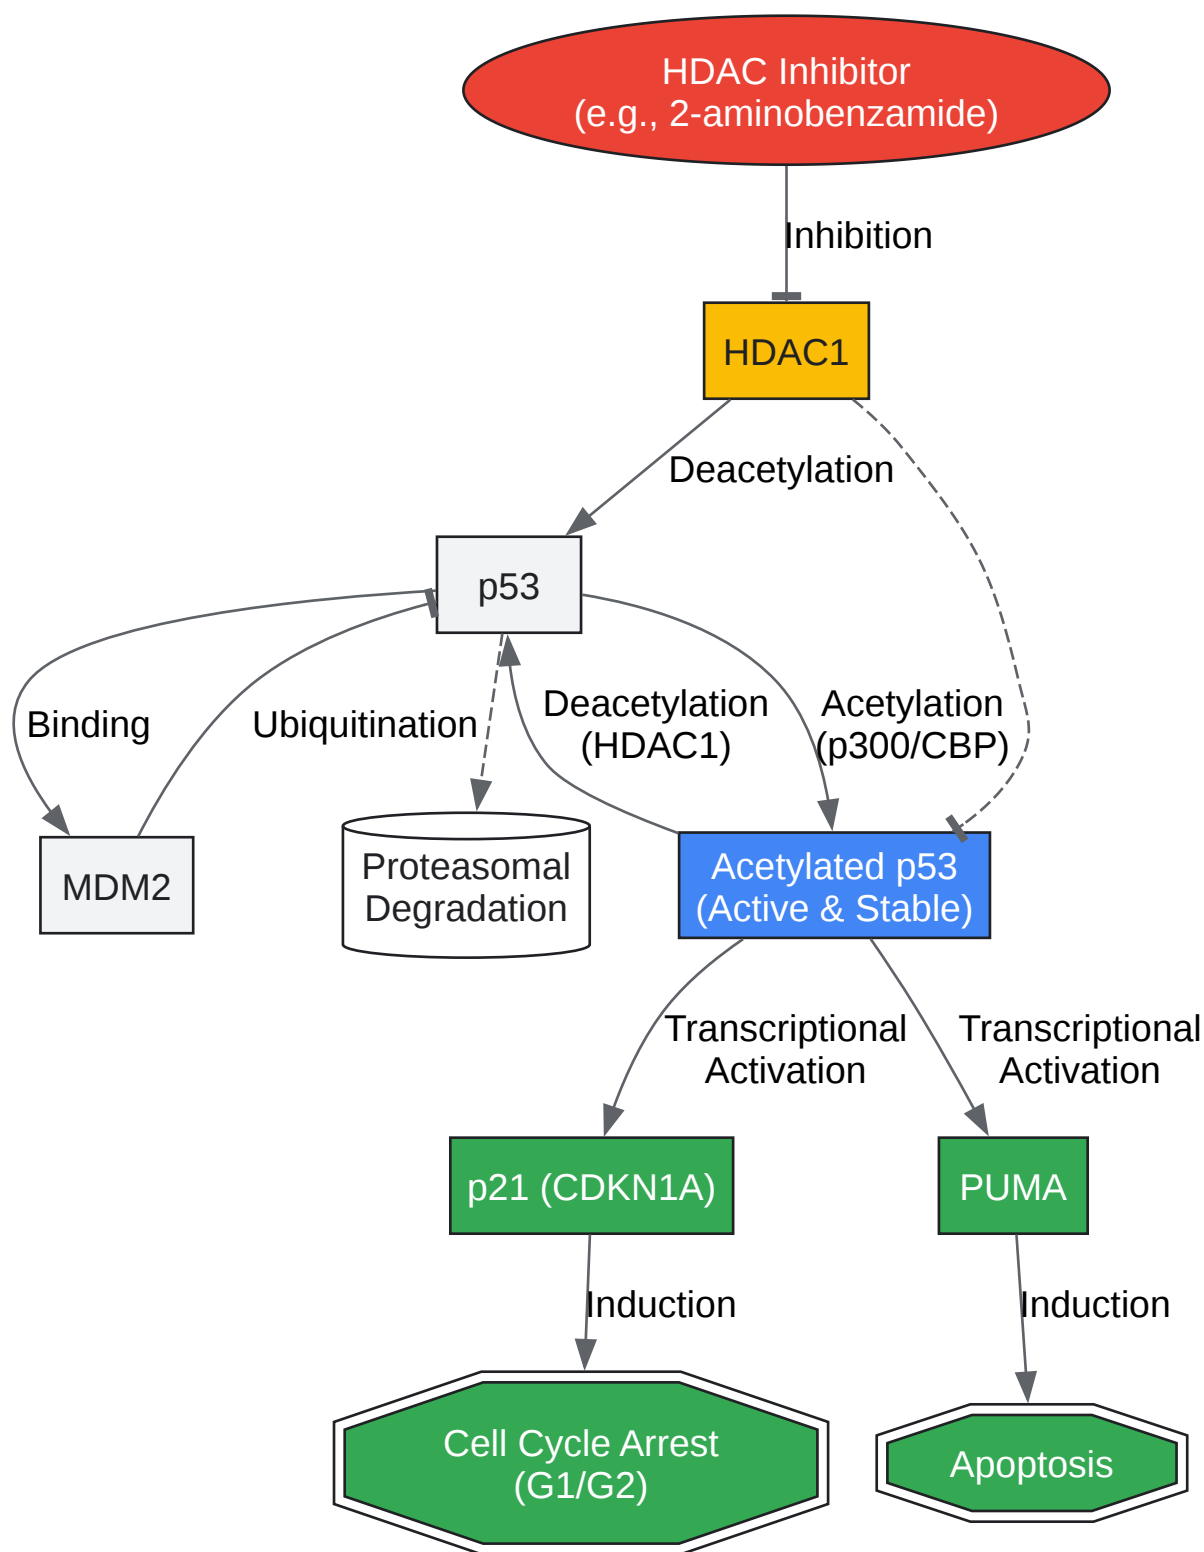 HDAC Inhibitor
(e.g., 2-aminobenzamide)
Inhibition
HDAC1
Deacetylation
p53
Binding
Ubiquitination
Deacetylation
(HDAC1)
Acetylation
(p300/CBP)
MDM2
Proteasomal
Degradation
Acetylated p53
(Active & Stable)
Transcriptional
Activation
Transcriptional
Activation
p21 (CDKN1A)
PUMA
Induction
Induction
Cell Cycle Arrest
(G1/G2)
Apoptosis